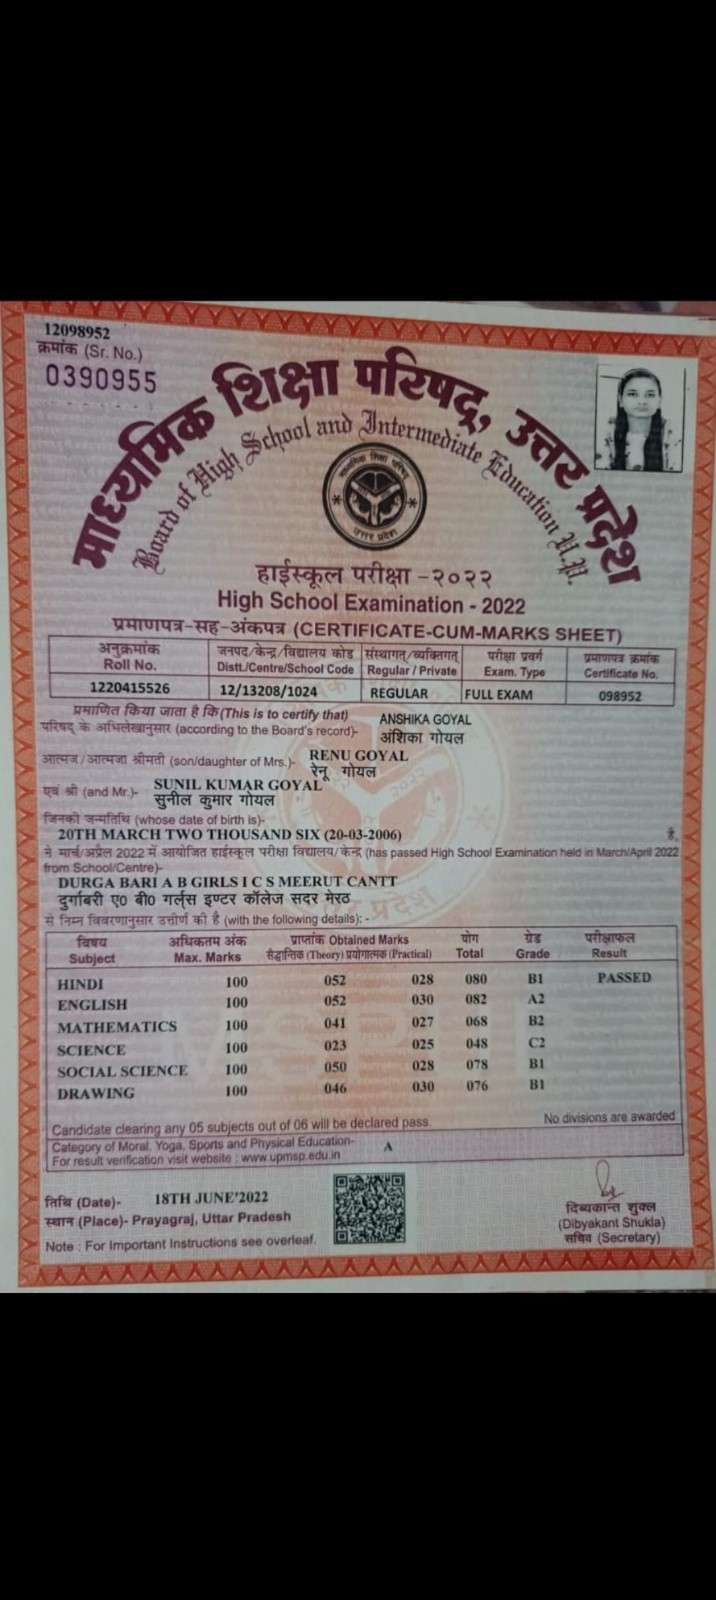 12098952
क्रमांक (Sr. No.)
0390955
माध्यमिक शिक्षा परिषद्, उत्तर प्रदेश
Board of High School and Intermediate Education U.P.
माध्यमिक शिक्षा परिषद्
उत्तर प्रदेश
हाईस्कूल परीक्षा -२०२२
High School Examination - 2022
प्रमाणपत्र-सह-अंकपत्र (CERTIFICATE-CUM-MARKS SHEET)
अनुक्रमांक जनपद/केन्द्र/विद्यालय कोड संस्थागत्/व्यक्तिगत् परीक्षा प्रवर्ग प्रमाणपत्र क्रमांक
Roll No. Distt./Centre/School Code Regular / Private Exam. Type Certificate No.
1220415526 12/13208/1024 REGULAR FULL EXAM 098952
प्रमाणित किया जाता है कि (This is to certify that) ANSHIKA GOYAL
परिषद् के अभिलेखानुसार (according to the Board's record)- अंशिका गोयल
आत्मज/आत्मजा श्रीमती (son/daughter of Mrs.)- RENU GOYAL
रेनू गोयल
एवं श्री (and Mr.)- SUNIL KUMAR GOYAL
सुनील कुमार गोयल
जिनकी जन्मतिथि (whose date of birth is)-
20TH MARCH TWO THOUSAND SIX (20-03-2006) है,
ने मार्च/अप्रैल 2022 में आयोजित हाईस्कूल परीक्षा विद्यालय/केन्द्र (has passed High School Examination held in March/April 2022
from School/Centre)-
DURGA BARI A B GIRLS I C S MEERUT CANTT
दुर्गाबरी ए० बी० गर्ल्स इण्टर कॉलेज सदर मेरठ
से निम्न विवरणानुसार उत्तीर्ण की है (with the following details): -
विषय अधिकतम अंक प्राप्तांक Obtained Marks योग ग्रेड परीक्षाफल
Subject Max. Marks सैद्धान्तिक (Theory) प्रयोगात्मक (Practical) Total Grade Result
HINDI 100 052 028 080 B1 PASSED
ENGLISH 100 052 030 082 A2
MATHEMATICS 100 041 027 068 B2
SCIENCE 100 023 025 048 C2
SOCIAL SCIENCE 100 050 028 078 B1
DRAWING 100 046 030 076 B1
Candidate clearing any 05 subjects out of 06 will be declared pass. No divisions are awarded
Category of Moral, Yoga, Sports and Physical Education- A
For result verification visit website : www.upmsp.edu.in
तिथि (Date)- 18TH JUNE'2022
स्थान (Place)- Prayagraj, Uttar Pradesh
Note : For Important Instructions see overleaf.
दिब्यकान्त शुक्ल
(Dibyakant Shukla)
सचिव (Secretary)